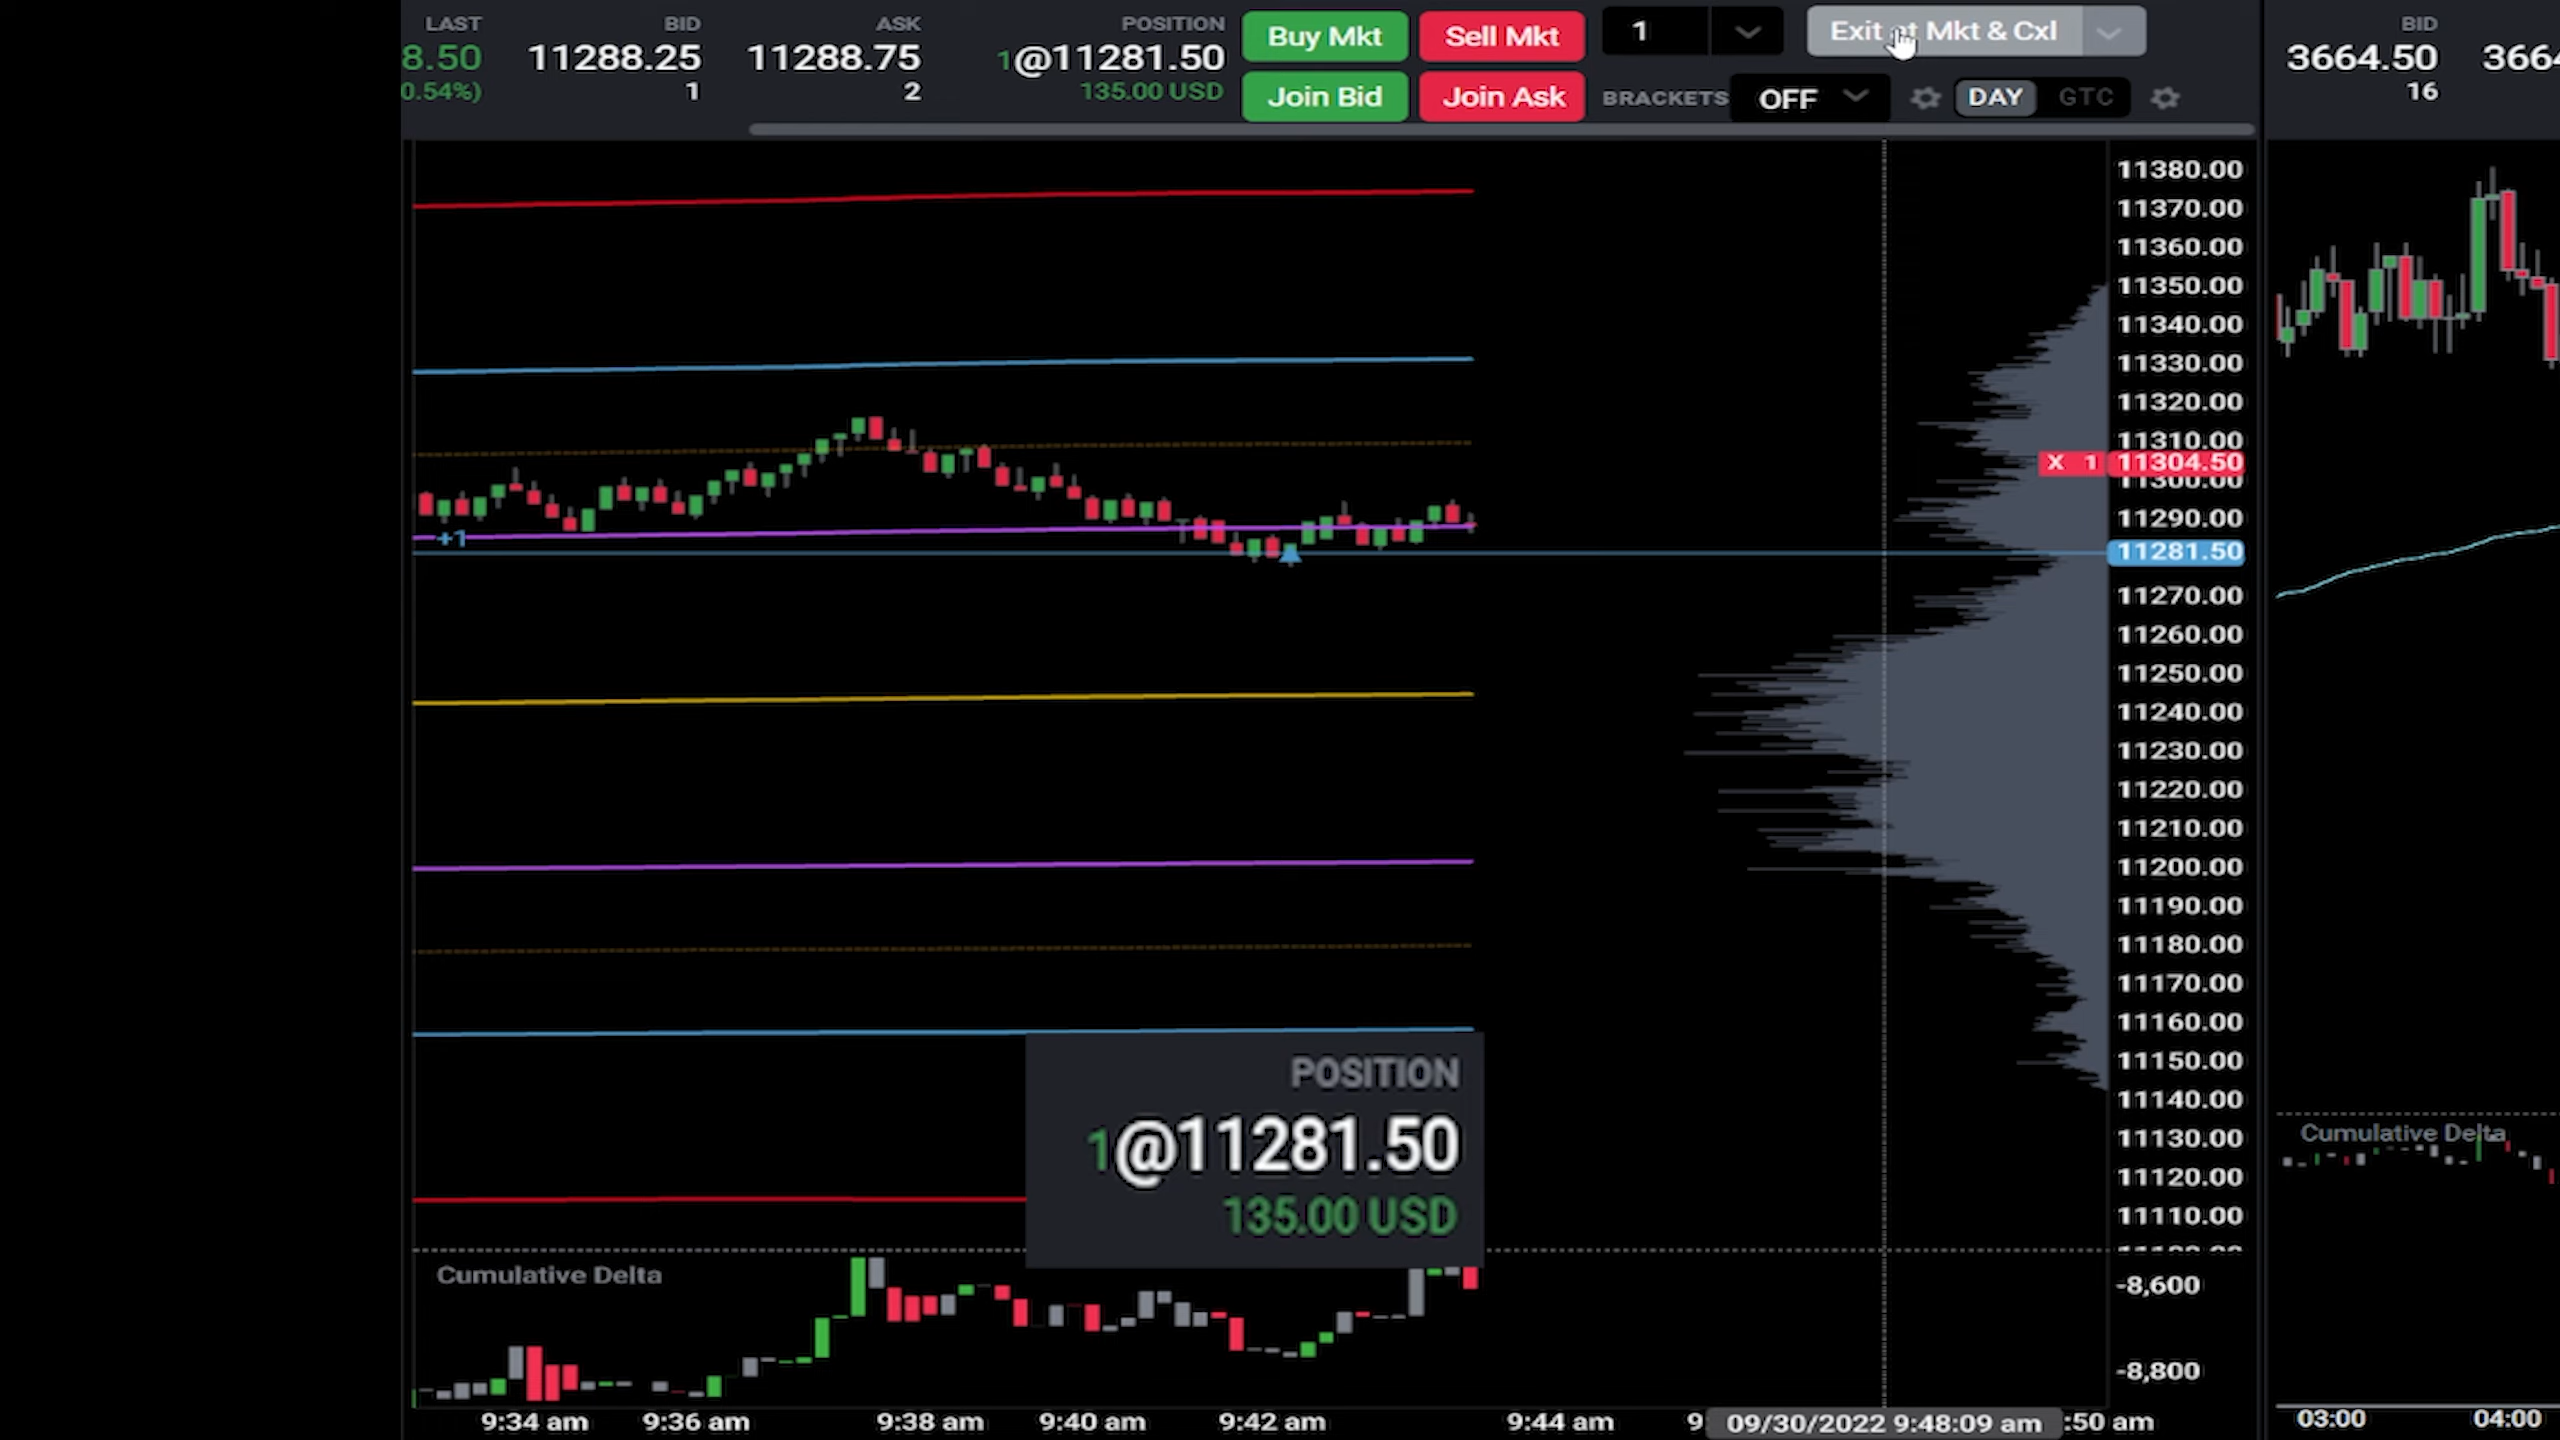 LAST BID ASK POSITION
8.50 11288.25 11288.75 1@11281.50
0.54%) 1 2 135.00 USD
Buy Mkt Sell Mkt 1 Exit at Mkt & Cxl
Join Bid Join Ask BRACKETS OFF DAY GTC
BID
3664.50 3664
16
11380.00
11370.00
11360.00
11350.00
11340.00
11330.00
11320.00
11310.00
X 1 11304.50
11300.00
11290.00
+1
11281.50
11270.00
11260.00
11250.00
11240.00
11230.00
11220.00
11210.00
11200.00
11190.00
11180.00
11170.00
11160.00
11150.00
11140.00
11130.00
11120.00
11110.00
POSITION
1@11281.50
135.00 USD
Cumulative Delta
-8,600
-8,800
9:34 am 9:36 am 9:38 am 9:40 am 9:42 am 9:44 am 9 09/30/2022 9:48:09 am :50 am
Cumulative Delta
03:00 04:00